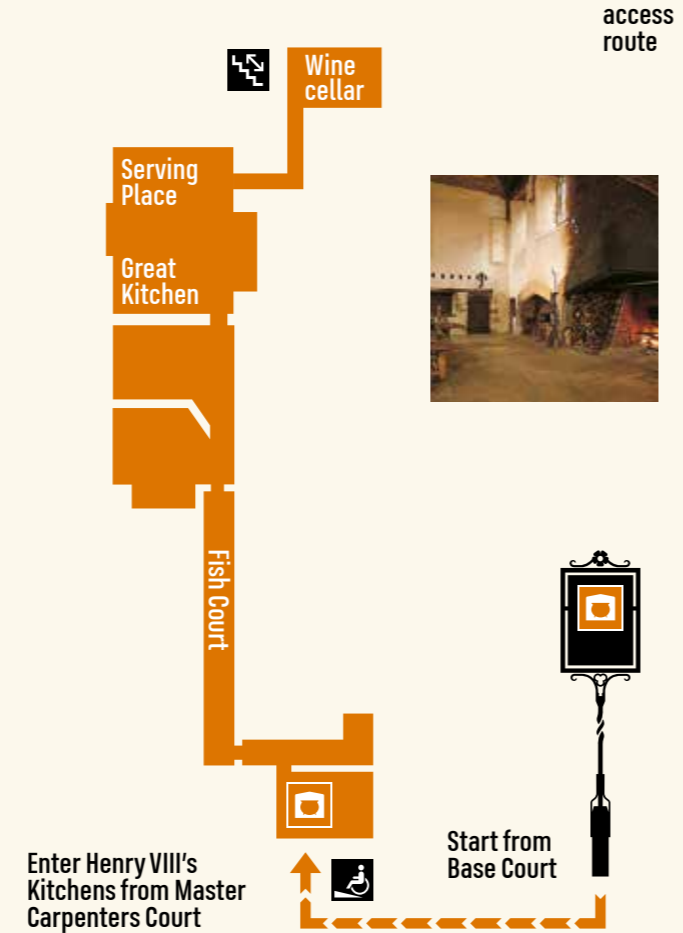 access
route
Wine
cellar
Serving
Place
Great
Kitchen
Fish Court
Start from
Base Court
Enter Henry VIII's
Kitchens from Master
Carpenters Court